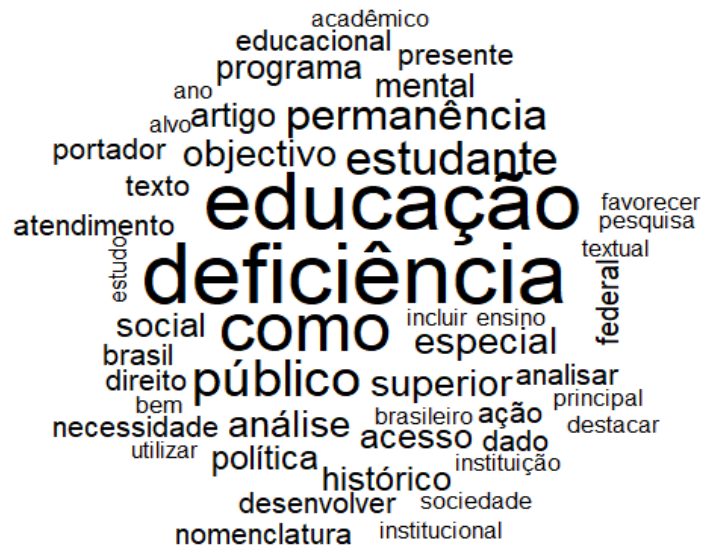 acadêmico
educacional presente
programa mental
ano
alvo artigo permanência
portador objectivo estudante
texto educação favorecer
atendimento pesquisa
estudo deficiência textual
federal
social como incluir ensino
brasil especial
direito público superior analisar
bem principal
necessidade análise brasileiro ação destacar
utilizar acesso dado
política instituição
histórico
desenvolver sociedade
nomenclatura institucional